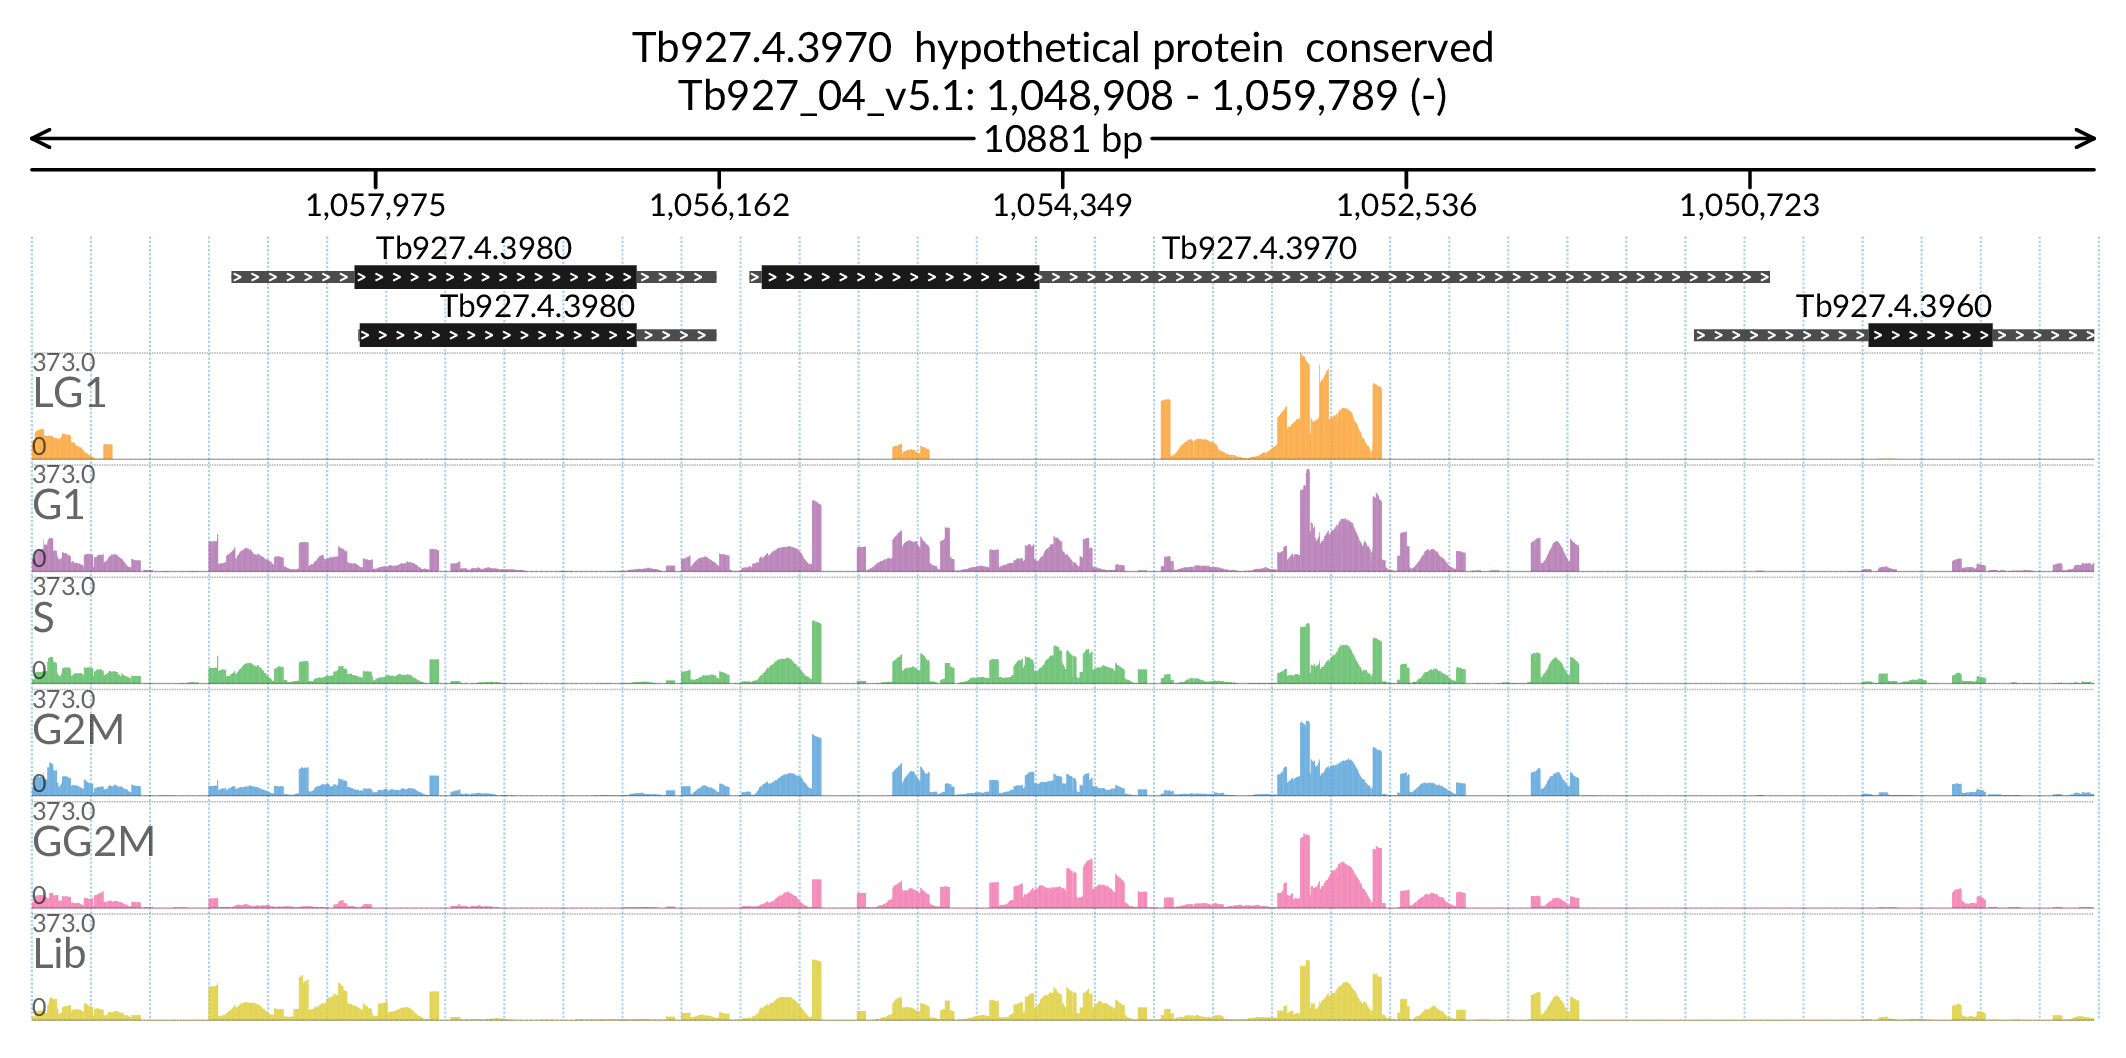 Tb927.4.3970  hypothetical protein  conserved
Tb927_04_v5.1: 1,048,908 - 1,059,789 (-)
10881 bp
1,057,975 1,056,162 1,054,349 1,052,536 1,050,723
Tb927.4.3980 Tb927.4.3970
Tb927.4.3980 Tb927.4.3960
373.0
LG1
0
373.0
G1
0
373.0
S
0
373.0
G2M
0
373.0
GG2M
0
373.0
Lib
0